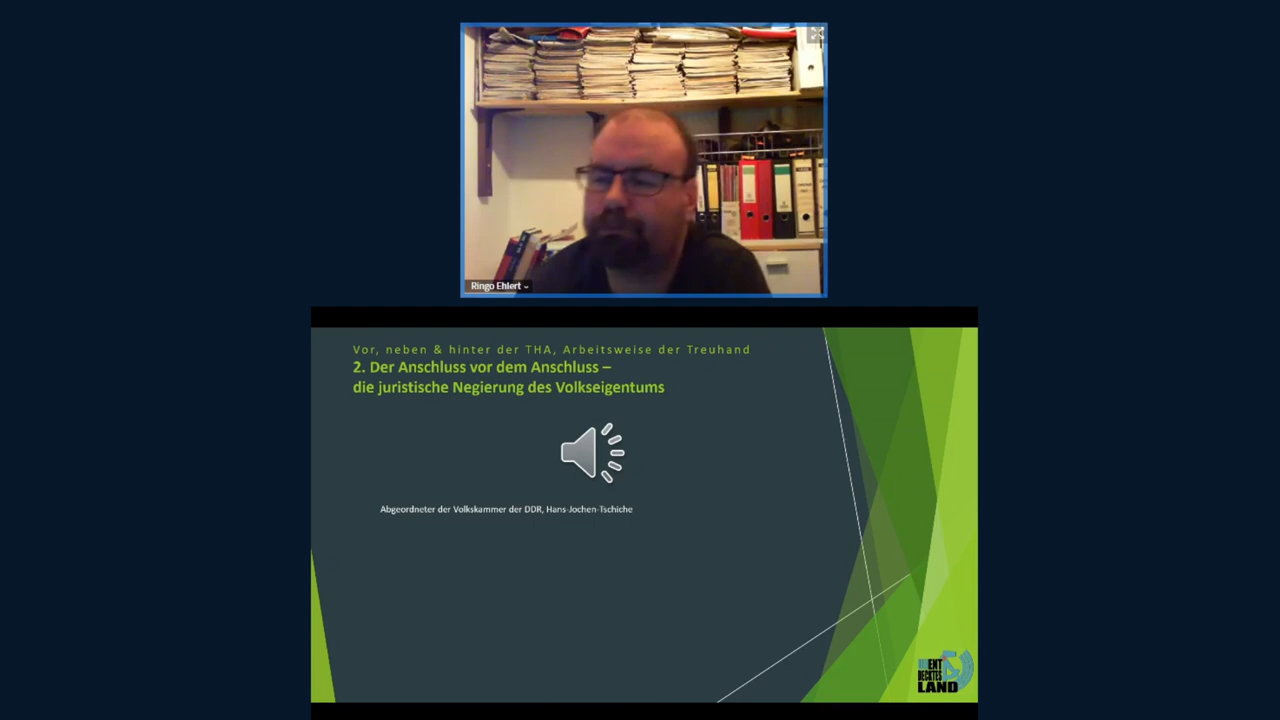 Ringo Ehlert
Vor, neben & hinter der THA, Arbeitsweise der Treuhand
2. Der Anschluss vor dem Anschluss –
die juristische Negierung des Volkseigentums
Abgeordneter der Volkskammer der DDR, Hans-Jochen-Tschiche
UNENT
DECKTES
LAND